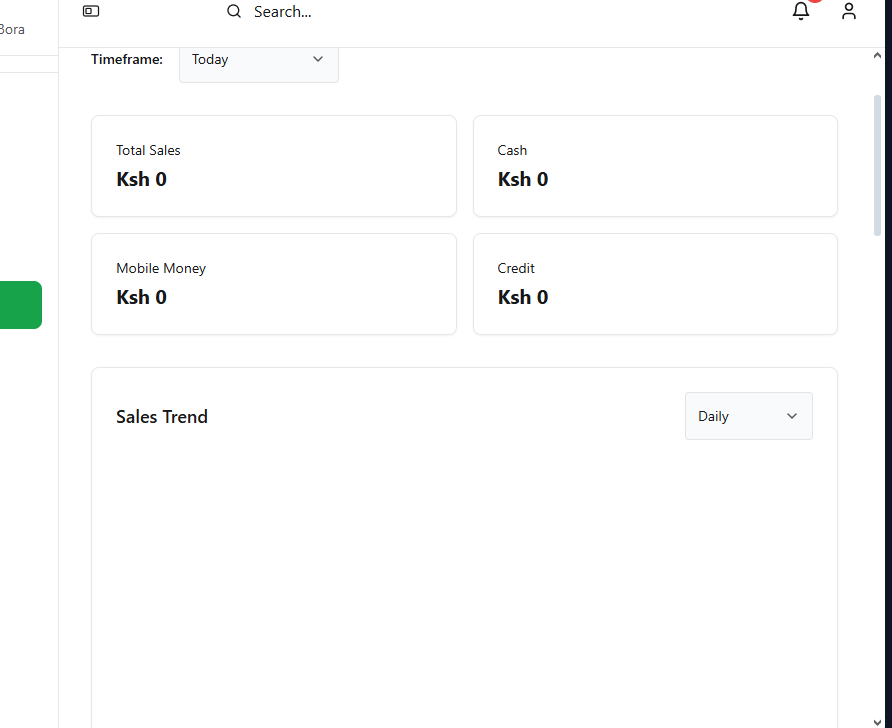 Bora
Search...
Timeframe:
Today
Total Sales
Ksh 0
Cash
Ksh 0
Mobile Money
Ksh 0
Credit
Ksh 0
Sales Trend
Daily